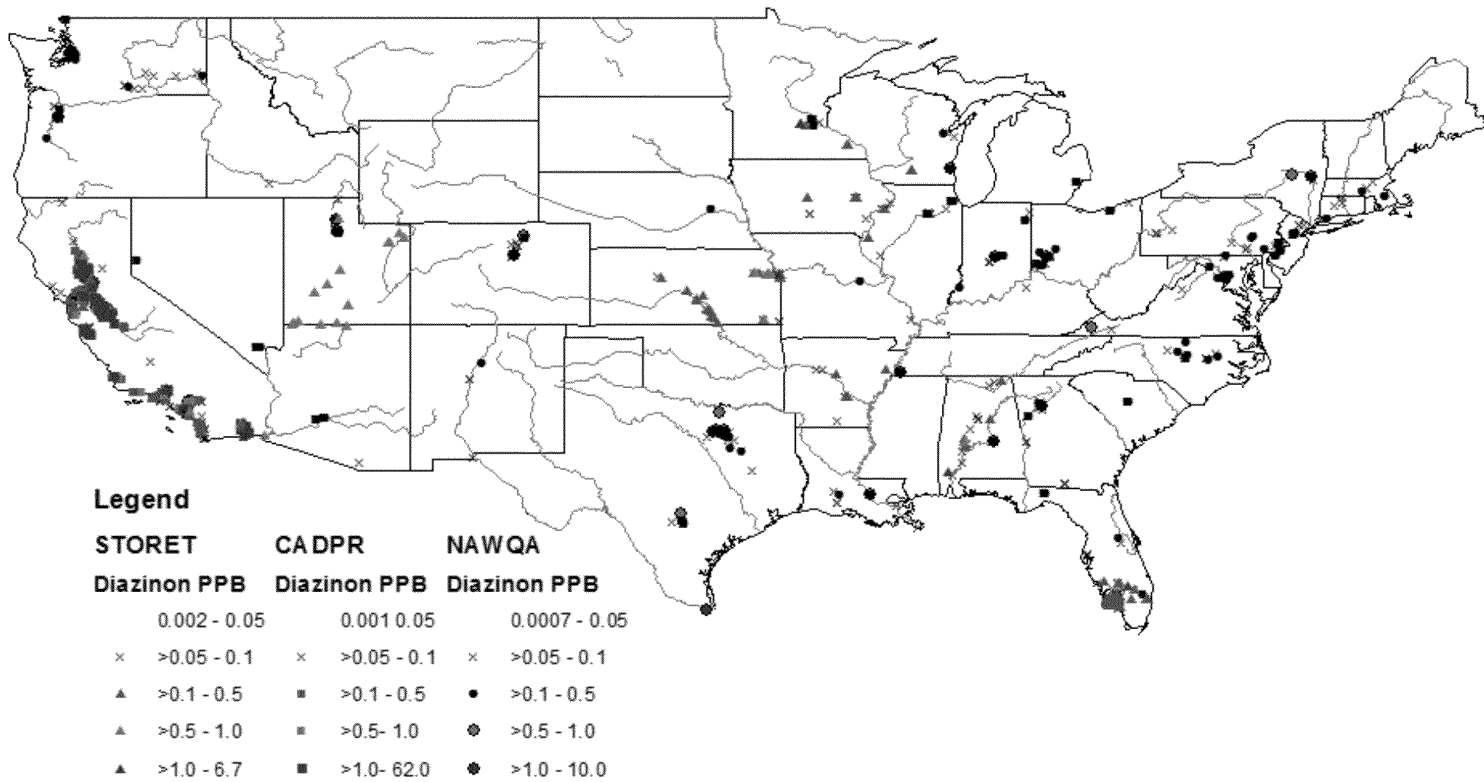 Legend
STORET CADPR NAWQA
Diazinon PPB Diazinon PPB Diazinon PPB
0.002 - 0.05 0.001 0.05 0.0007 - 0.05
>0.05 - 0.1 >0.05 - 0.1 >0.05 - 0.1
>0.1 - 0.5 >0.1 - 0.5 >0.1 - 0.5
>0.5 - 1.0 >0.5- 1.0 >0.5 - 1.0
>1.0 - 6.7 >1.0- 62.0 >1.0 - 10.0